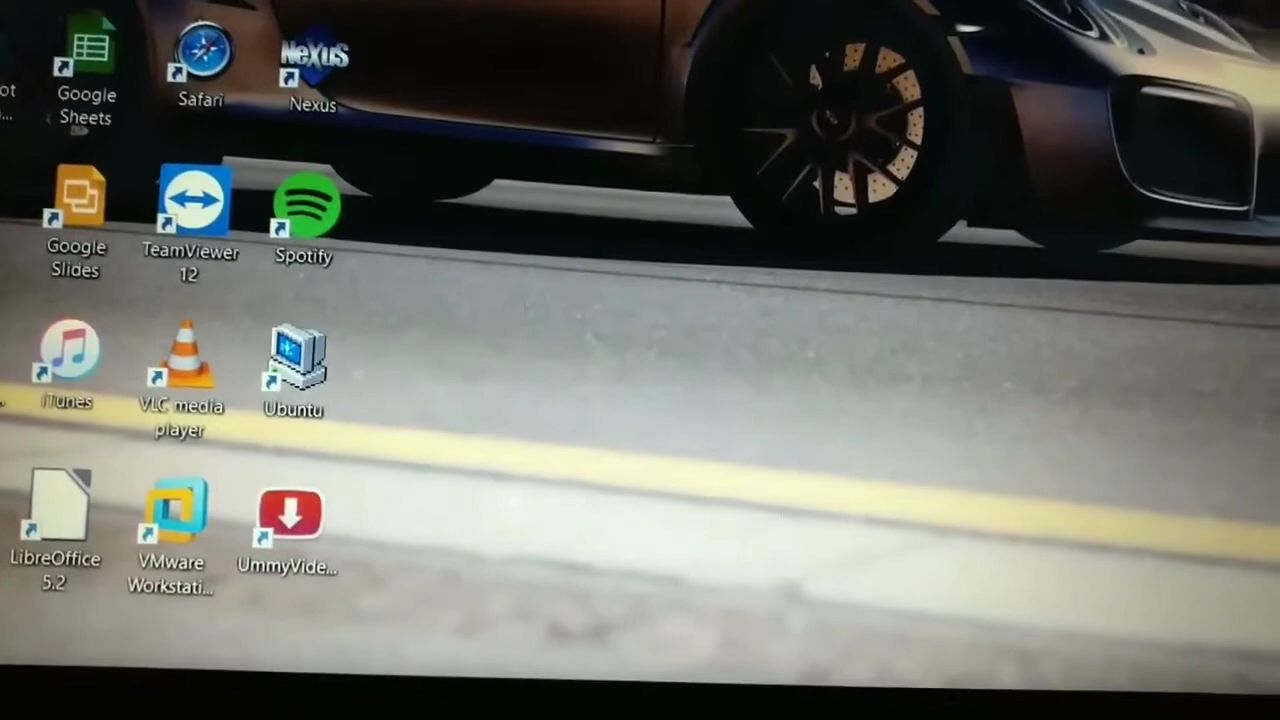 ot
...
Google
Sheets
Safari
NeXuS
Nexus
Google
Slides
TeamViewer
12
Spotify
iTunes
VLC media
player
Ubuntu
LibreOffice
5.2
VMware
Workstati...
UmmyVide...